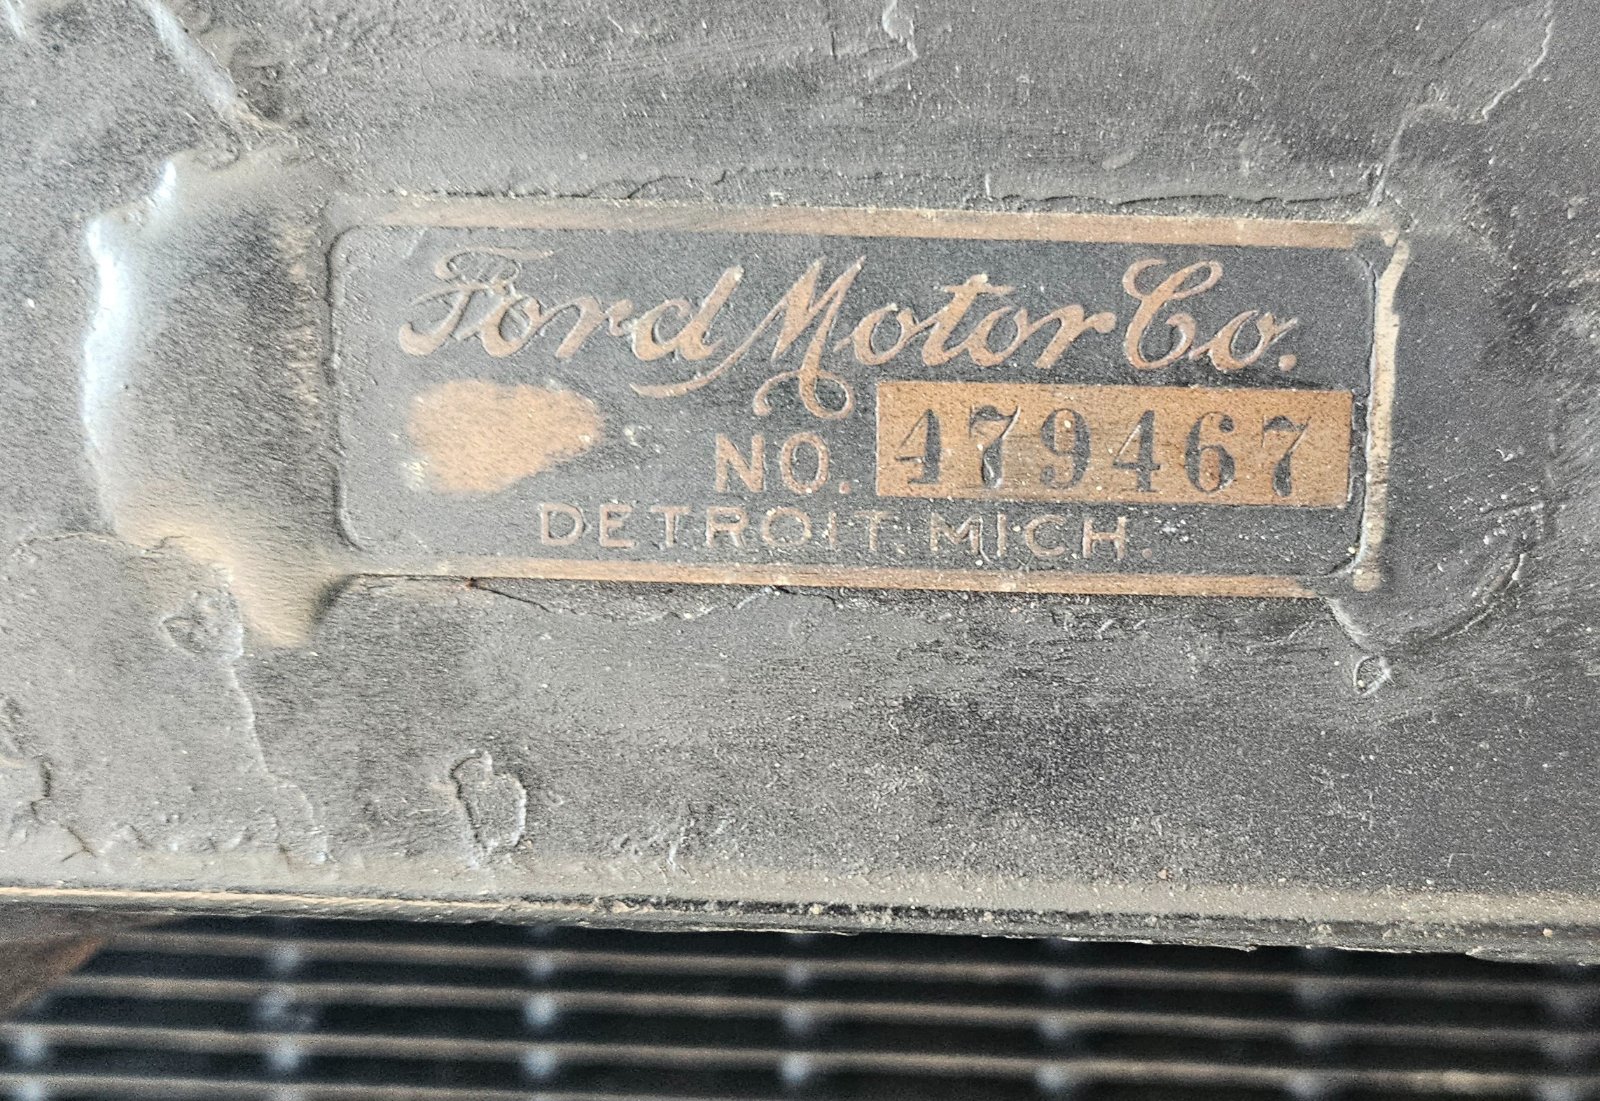 Ford Motor Co.
NO. 479467
DETROIT. MICH.